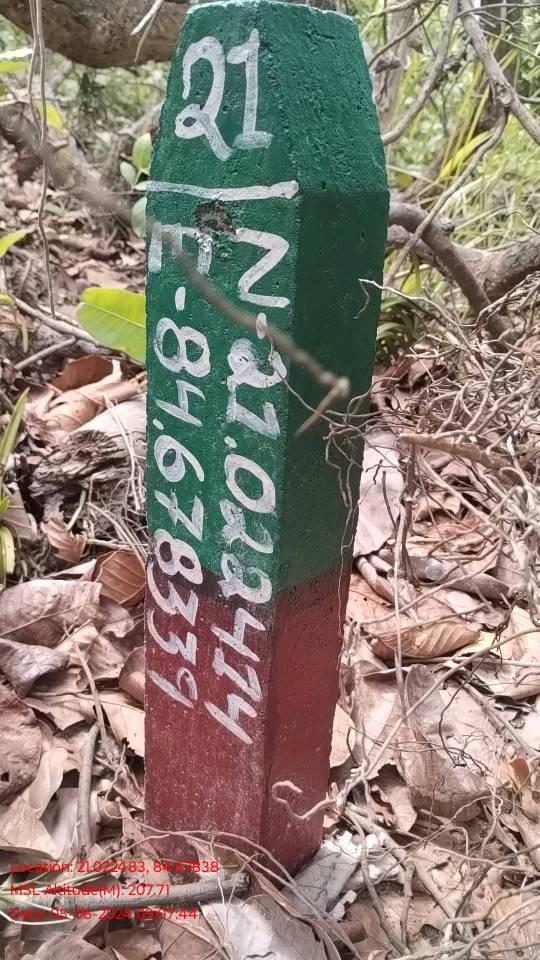 21
N-21.022474
E-84.678339
Location: 21.022483, 84.67838
MSL Altitude(M): 207.71
Date: 05-06-2024 09:07:44